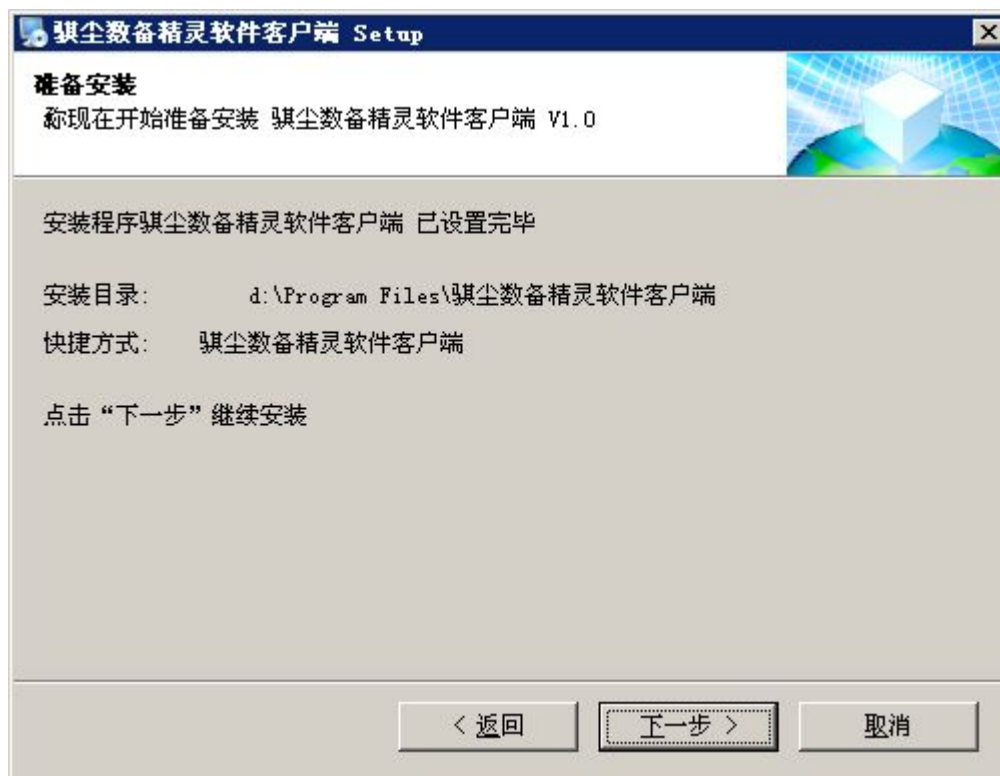 骐尘数备精灵软件客户端 Setup
准备安装
你现在开始准备安装 骐尘数备精灵软件客户端 V1.0
安装程序骐尘数备精灵软件客户端 已设置完毕
安装目录: d:\Program Files\骐尘数备精灵软件客户端
快捷方式: 骐尘数备精灵软件客户端
点击“下一步”继续安装
< 返回 下一步 > 取消